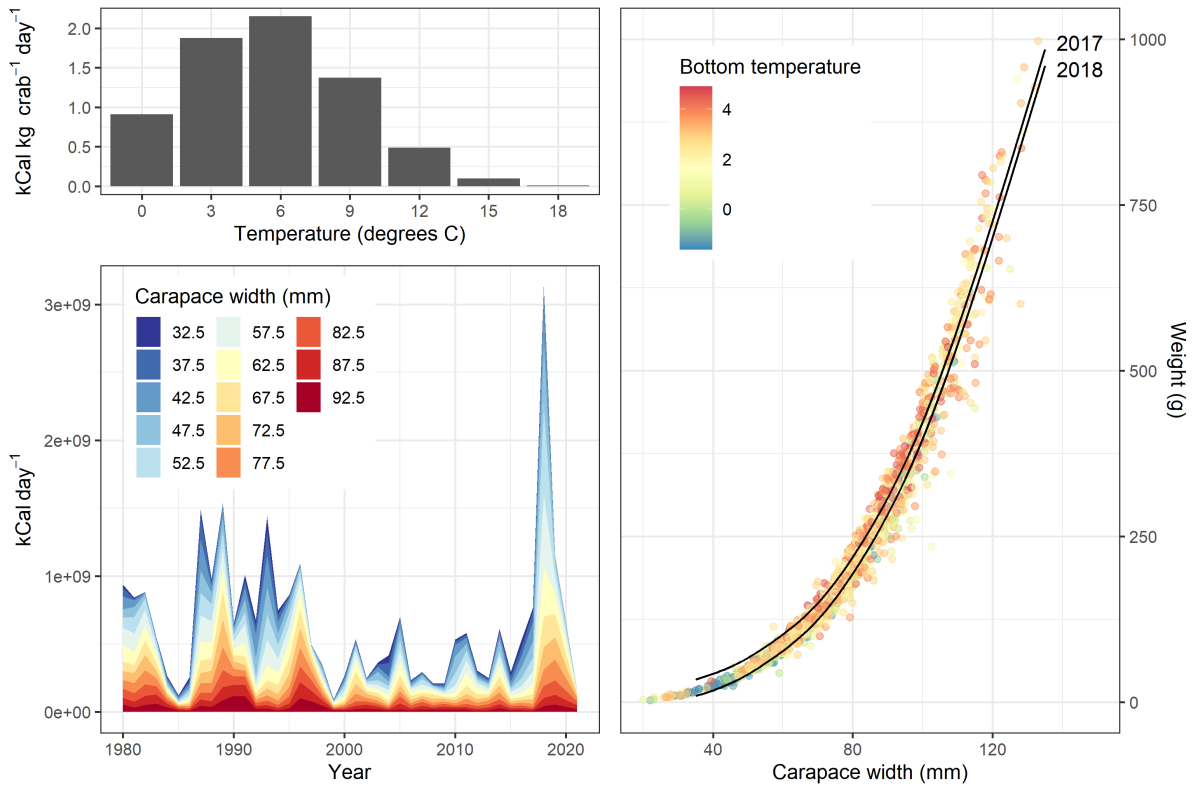 kCal kg crab⁻¹ day⁻¹
2.0
1.5
1.0
0.5
0.0
0 3 6 9 12 15 18
Temperature (degrees C)
kCal day⁻¹
3e+09
2e+09
1e+09
0e+00
Carapace width (mm)
32.5 57.5 82.5
37.5 62.5 87.5
42.5 67.5 92.5
47.5 72.5
52.5 77.5
1980 1990 2000 2010 2020
Year
Bottom temperature
4
2
0
2017
2018
1000
750
500
250
0
Weight (g)
40 80 120
Carapace width (mm)